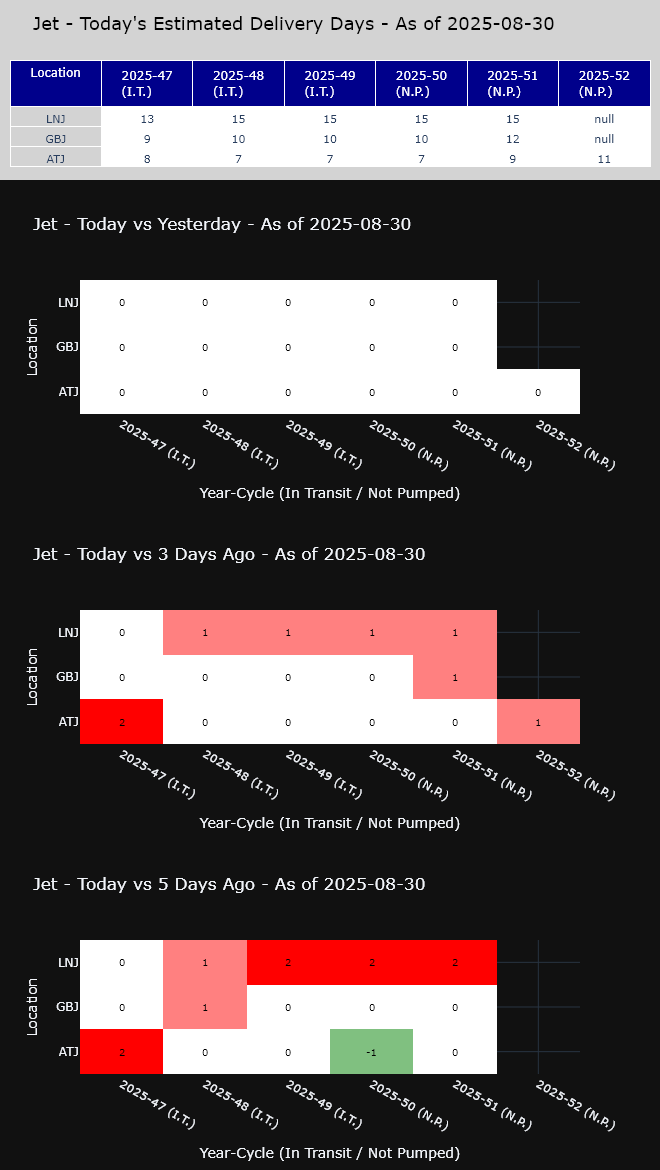 Jet - Today's Estimated Delivery Days - As of 2025-08-30
Location 2025-47 (I.T.) 2025-48 (I.T.) 2025-49 (I.T.) 2025-50 (N.P.) 2025-51 (N.P.) 2025-52 (N.P.)
LNJ 13 15 15 15 15 null
GBJ 9 10 10 10 12 null
ATJ 8 7 7 7 9 11
Jet - Today vs Yesterday - As of 2025-08-30
Location
LNJ 0 0 0 0 0
GBJ 0 0 0 0 0
ATJ 0 0 0 0 0 0
2025-47 (I.T.) 2025-48 (I.T.) 2025-49 (I.T.) 2025-50 (N.P.) 2025-51 (N.P.) 2025-52 (N.P.)
Year-Cycle (In Transit / Not Pumped)
Jet - Today vs 3 Days Ago - As of 2025-08-30
Location
LNJ 0 1 1 1 1
GBJ 0 0 0 0 1
ATJ 2 0 0 0 0 1
2025-47 (I.T.) 2025-48 (I.T.) 2025-49 (I.T.) 2025-50 (N.P.) 2025-51 (N.P.) 2025-52 (N.P.)
Year-Cycle (In Transit / Not Pumped)
Jet - Today vs 5 Days Ago - As of 2025-08-30
Location
LNJ 0 1 2 2 2
GBJ 0 1 0 0 0
ATJ 2 0 0 -1 0
2025-47 (I.T.) 2025-48 (I.T.) 2025-49 (I.T.) 2025-50 (N.P.) 2025-51 (N.P.) 2025-52 (N.P.)
Year-Cycle (In Transit / Not Pumped)